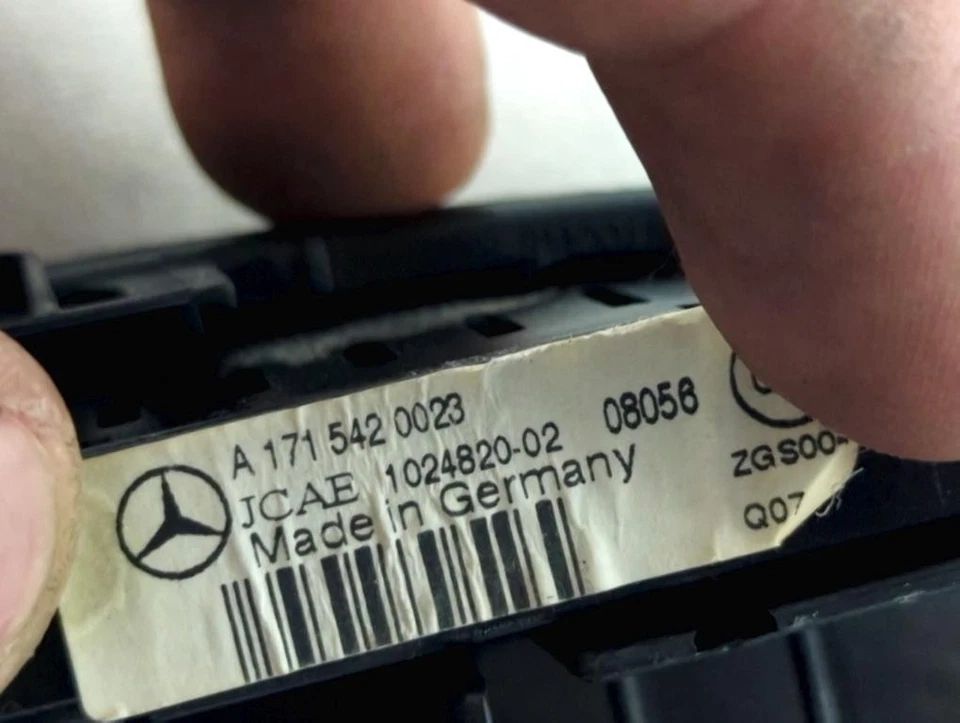 A 171 542 0023 08056
JCAE 1024820-02
Made in Germany
ZGS00
Q07